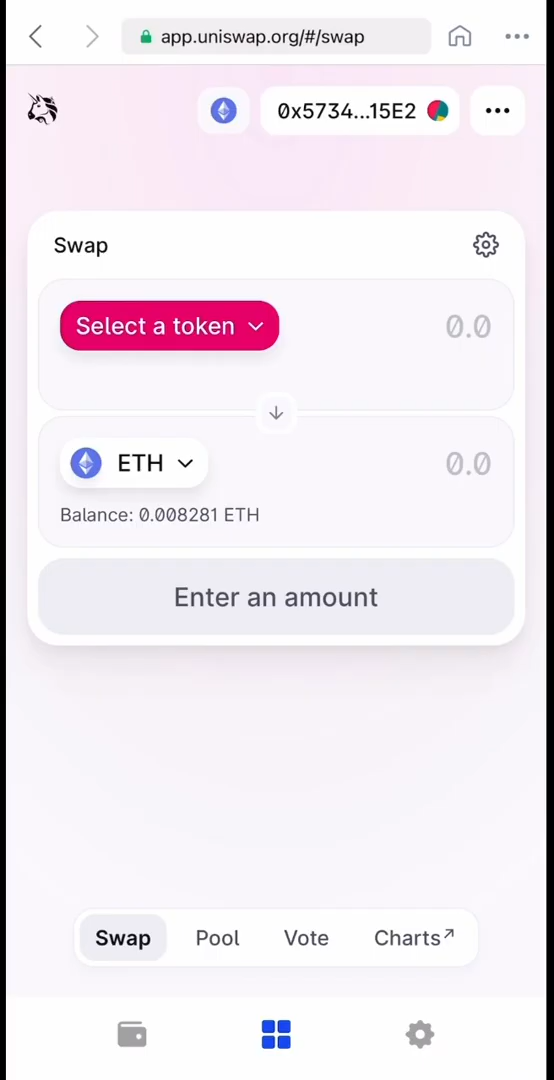 app.uniswap.org/#/swap
0x5734...15E2
Swap
Select a token
0.0
ETH
0.0
Balance: 0.008281 ETH
Enter an amount
Swap
Pool
Vote
Charts↗